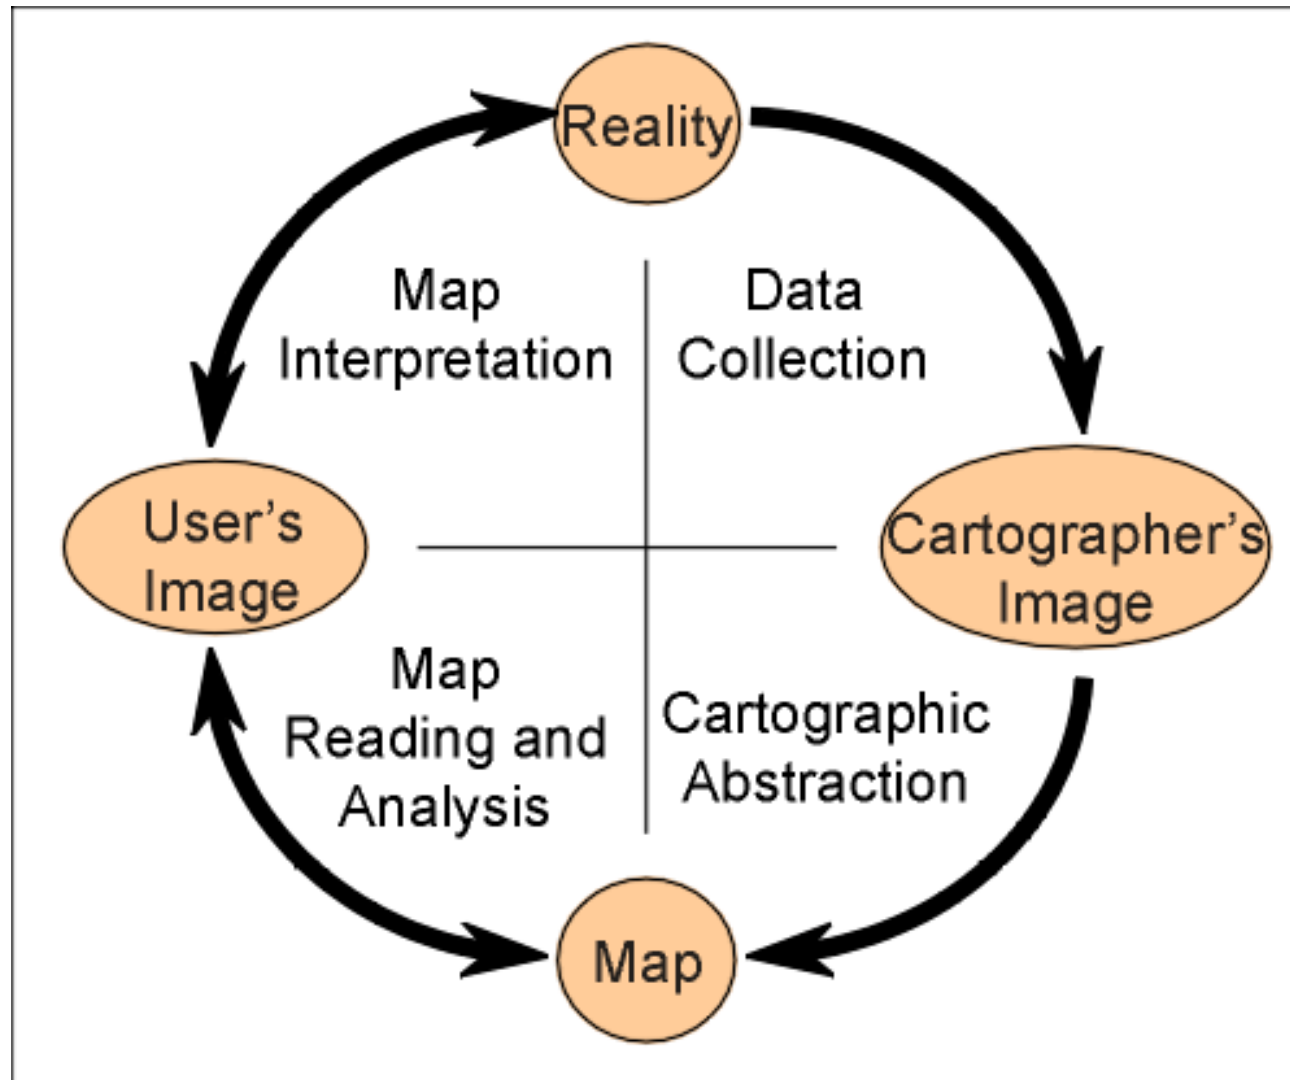 Reality
Map
Interpretation
Data
Collection
User’s
Image
Cartographer’s
Image
Map
Reading and
Analysis
Cartographic
Abstraction
Map